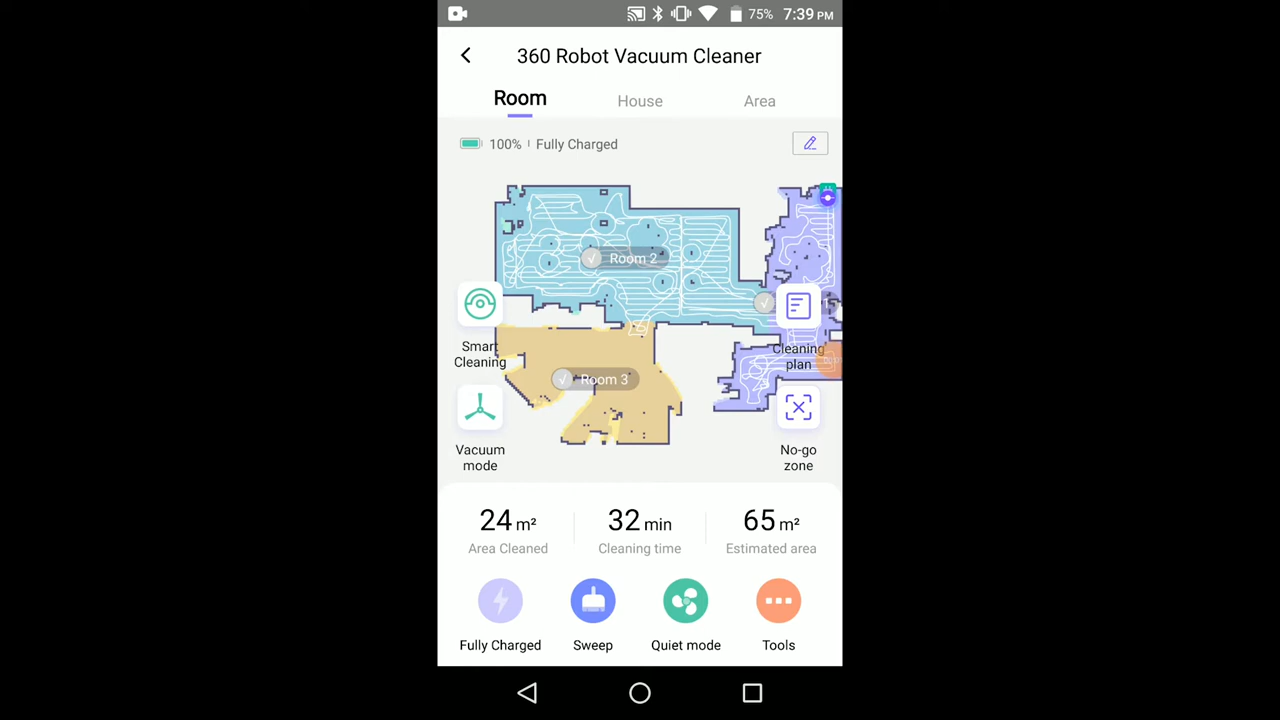 75% 7:39 PM
360 Robot Vacuum Cleaner
Room House Area
100% Fully Charged
Room 2
Smart
Cleaning
Cleaning
plan
Room 3
Vacuum
mode
No-go
zone
24 m² 32 min 65 m²
Area Cleaned Cleaning time Estimated area
Fully Charged Sweep Quiet mode Tools